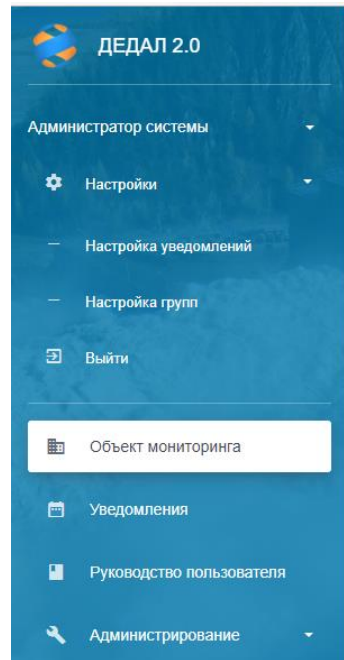 ДЕДАЛ 2.0
Администратор системы
Настройки
Настройка уведомлений
Настройка групп
Выйти
Объект мониторинга
Уведомления
Руководство пользователя
Администрирование